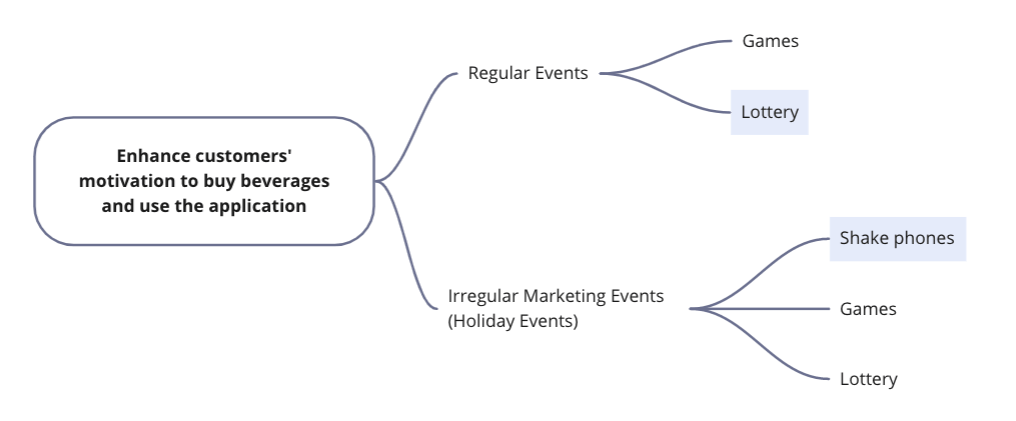 Enhance customers'
motivation to buy beverages
and use the application
Regular Events
Games
Lottery
Irregular Marketing Events
(Holiday Events)
Shake phones
Games
Lottery